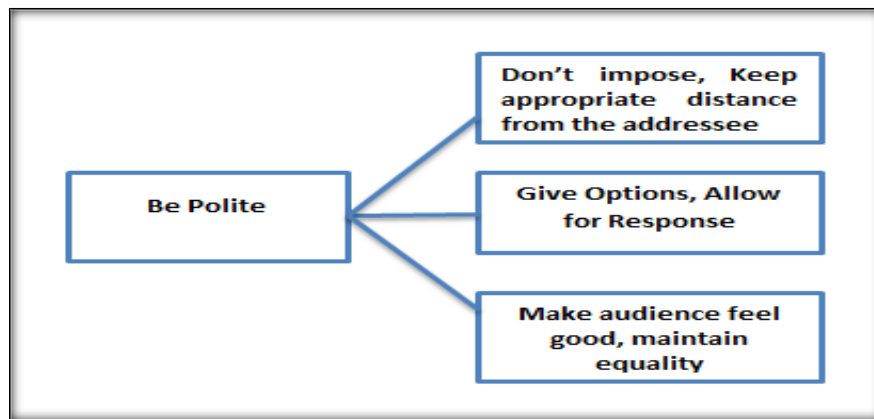 Be Polite
Don’t impose, Keep
appropriate distance
from the addressee
Give Options, Allow
for Response
Make audience feel
good, maintain
equality